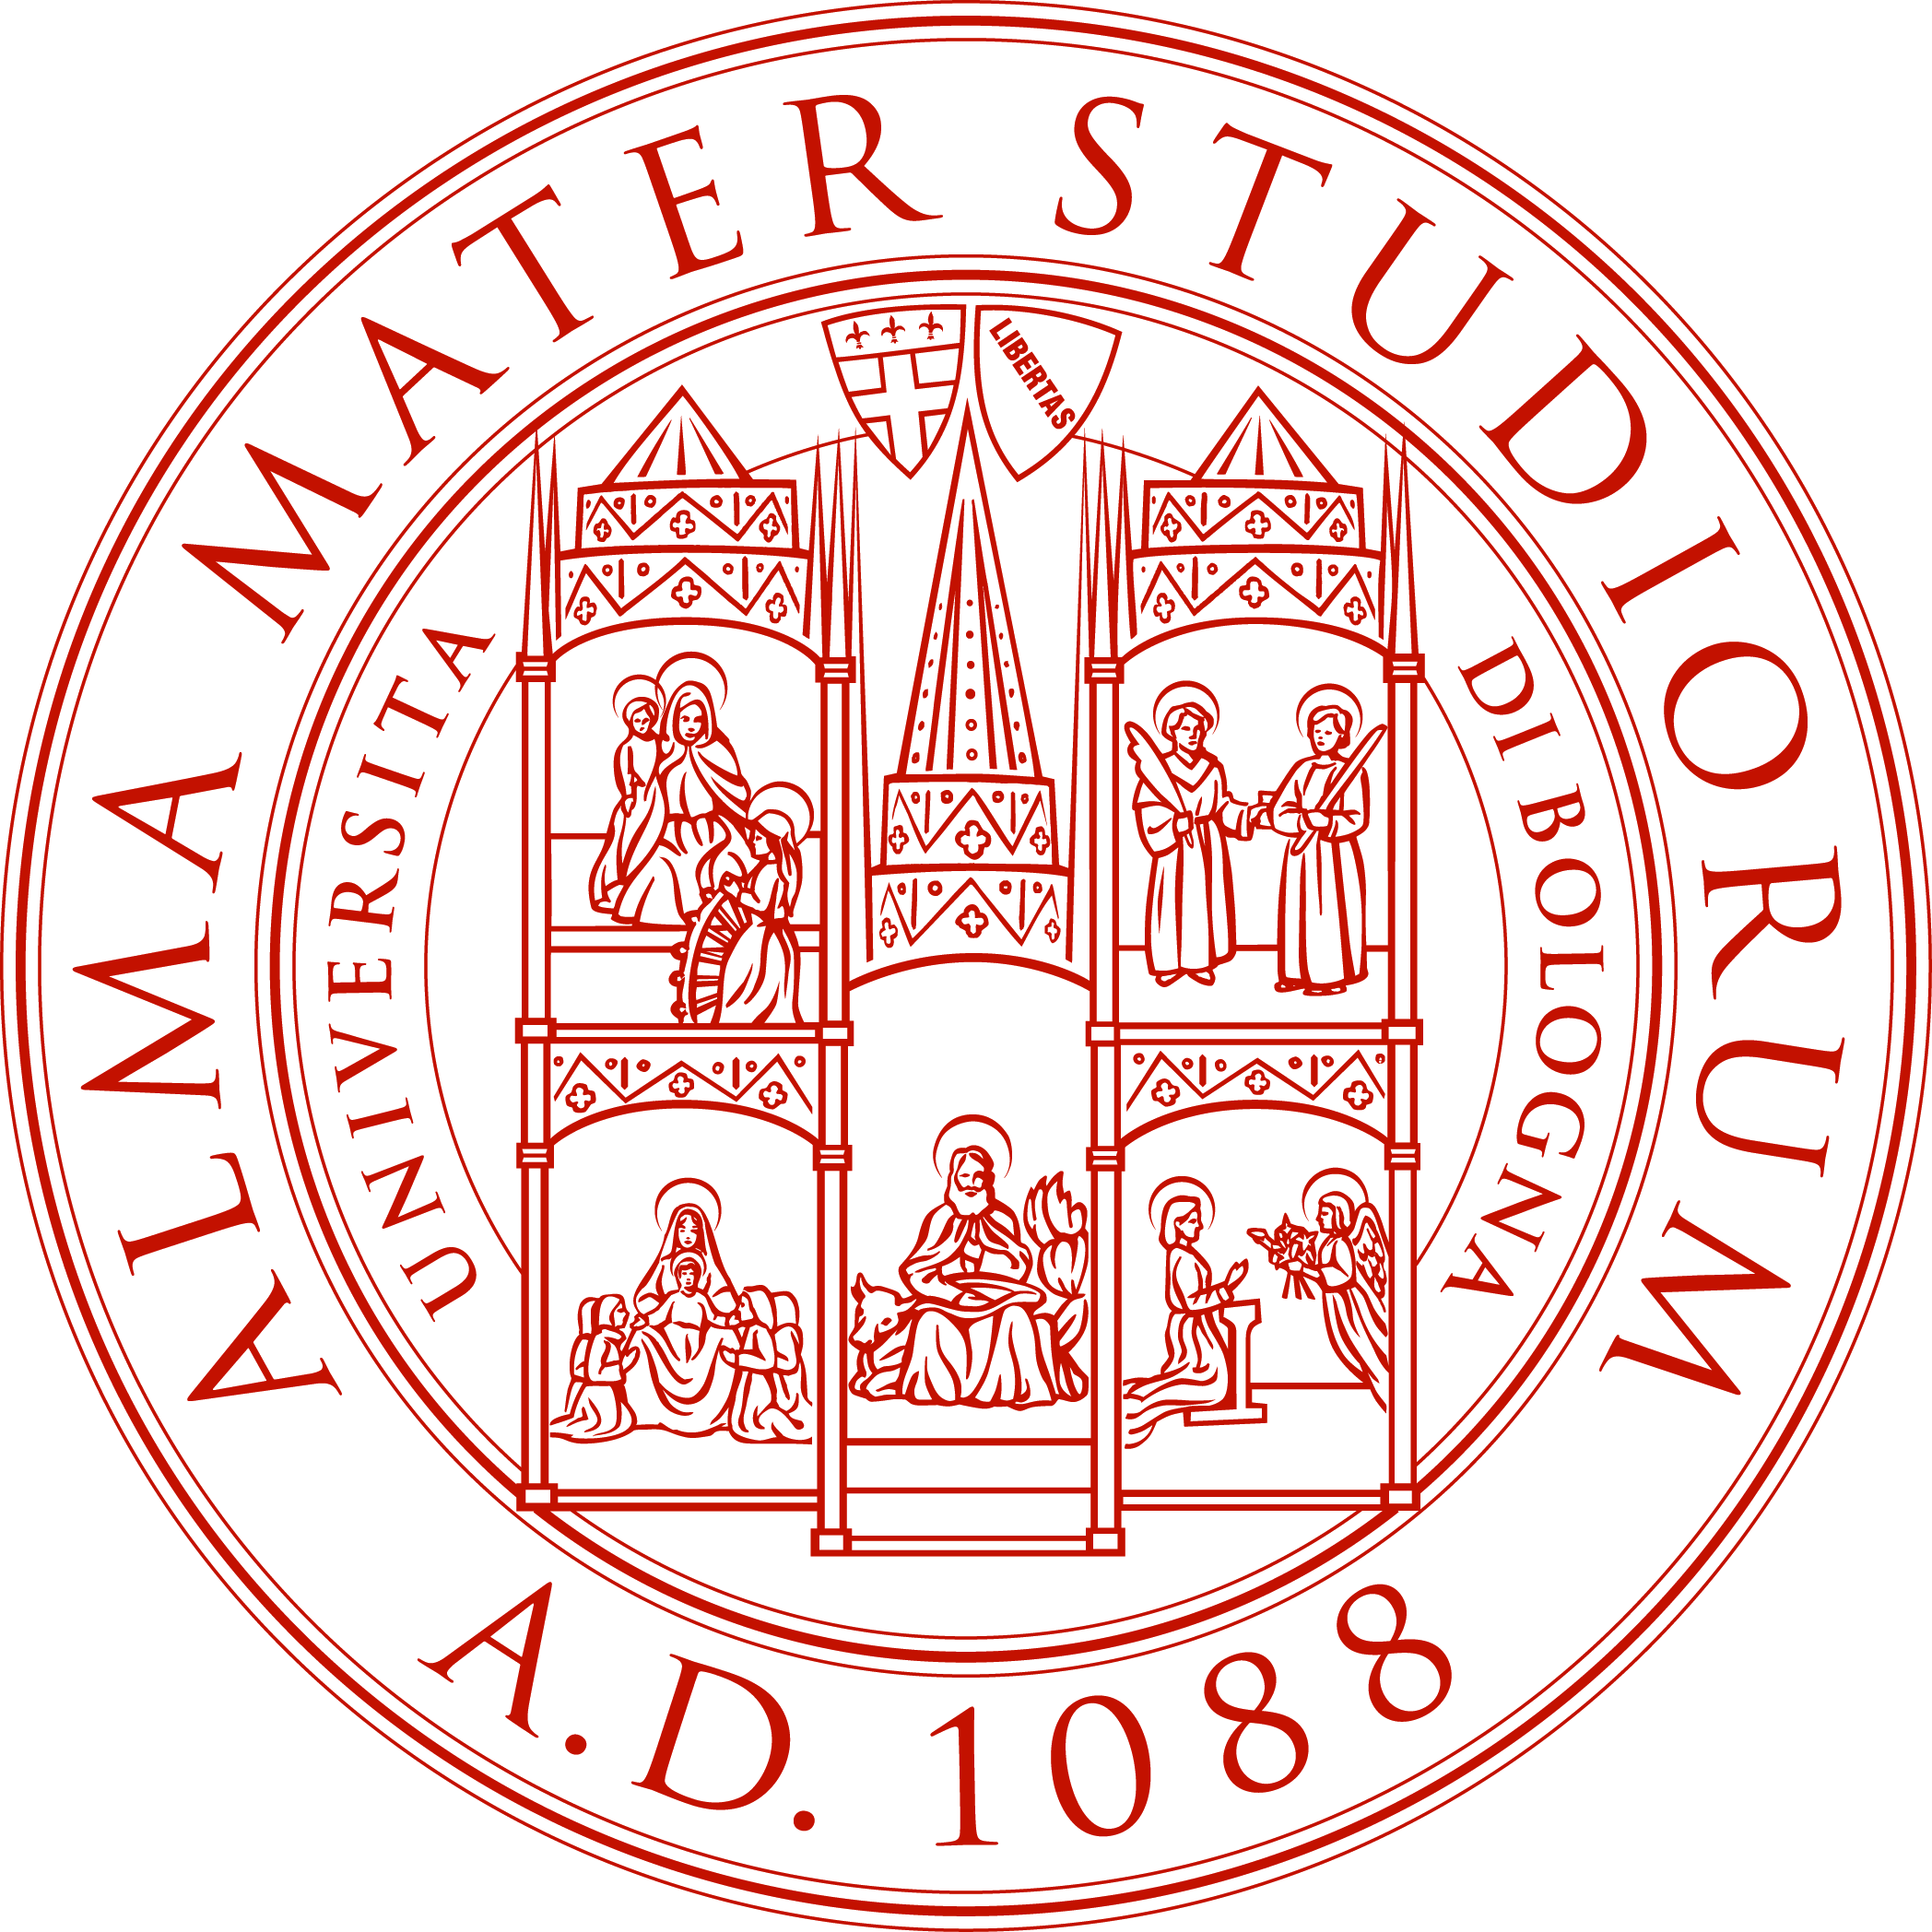 ALMA MATER STUDIORUM
A.D. 1088
UNIVERSITA
DI BOLOGNA
LIBERTAS